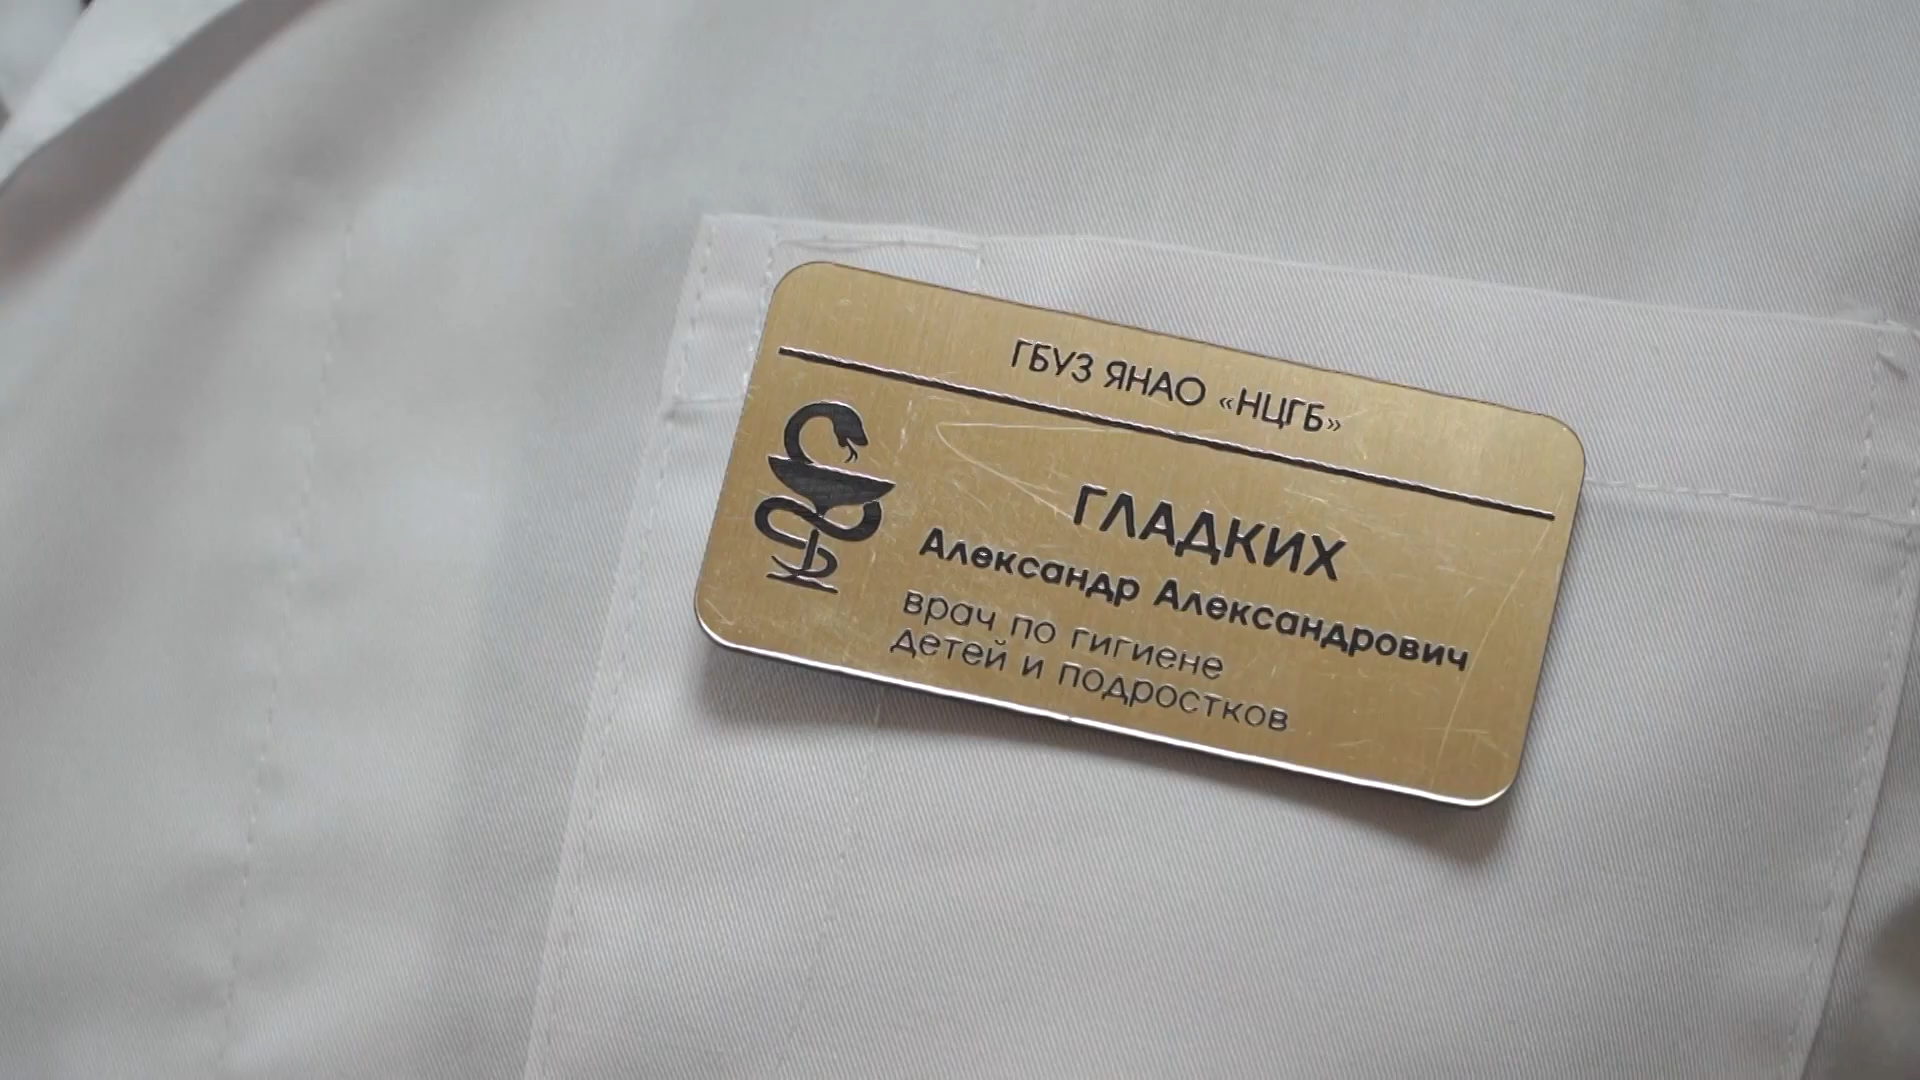 ГБУЗ ЯНАО «НЦГБ»
ГЛАДКИХ
Александр Александрович
врач по гигиене
детей и подростков